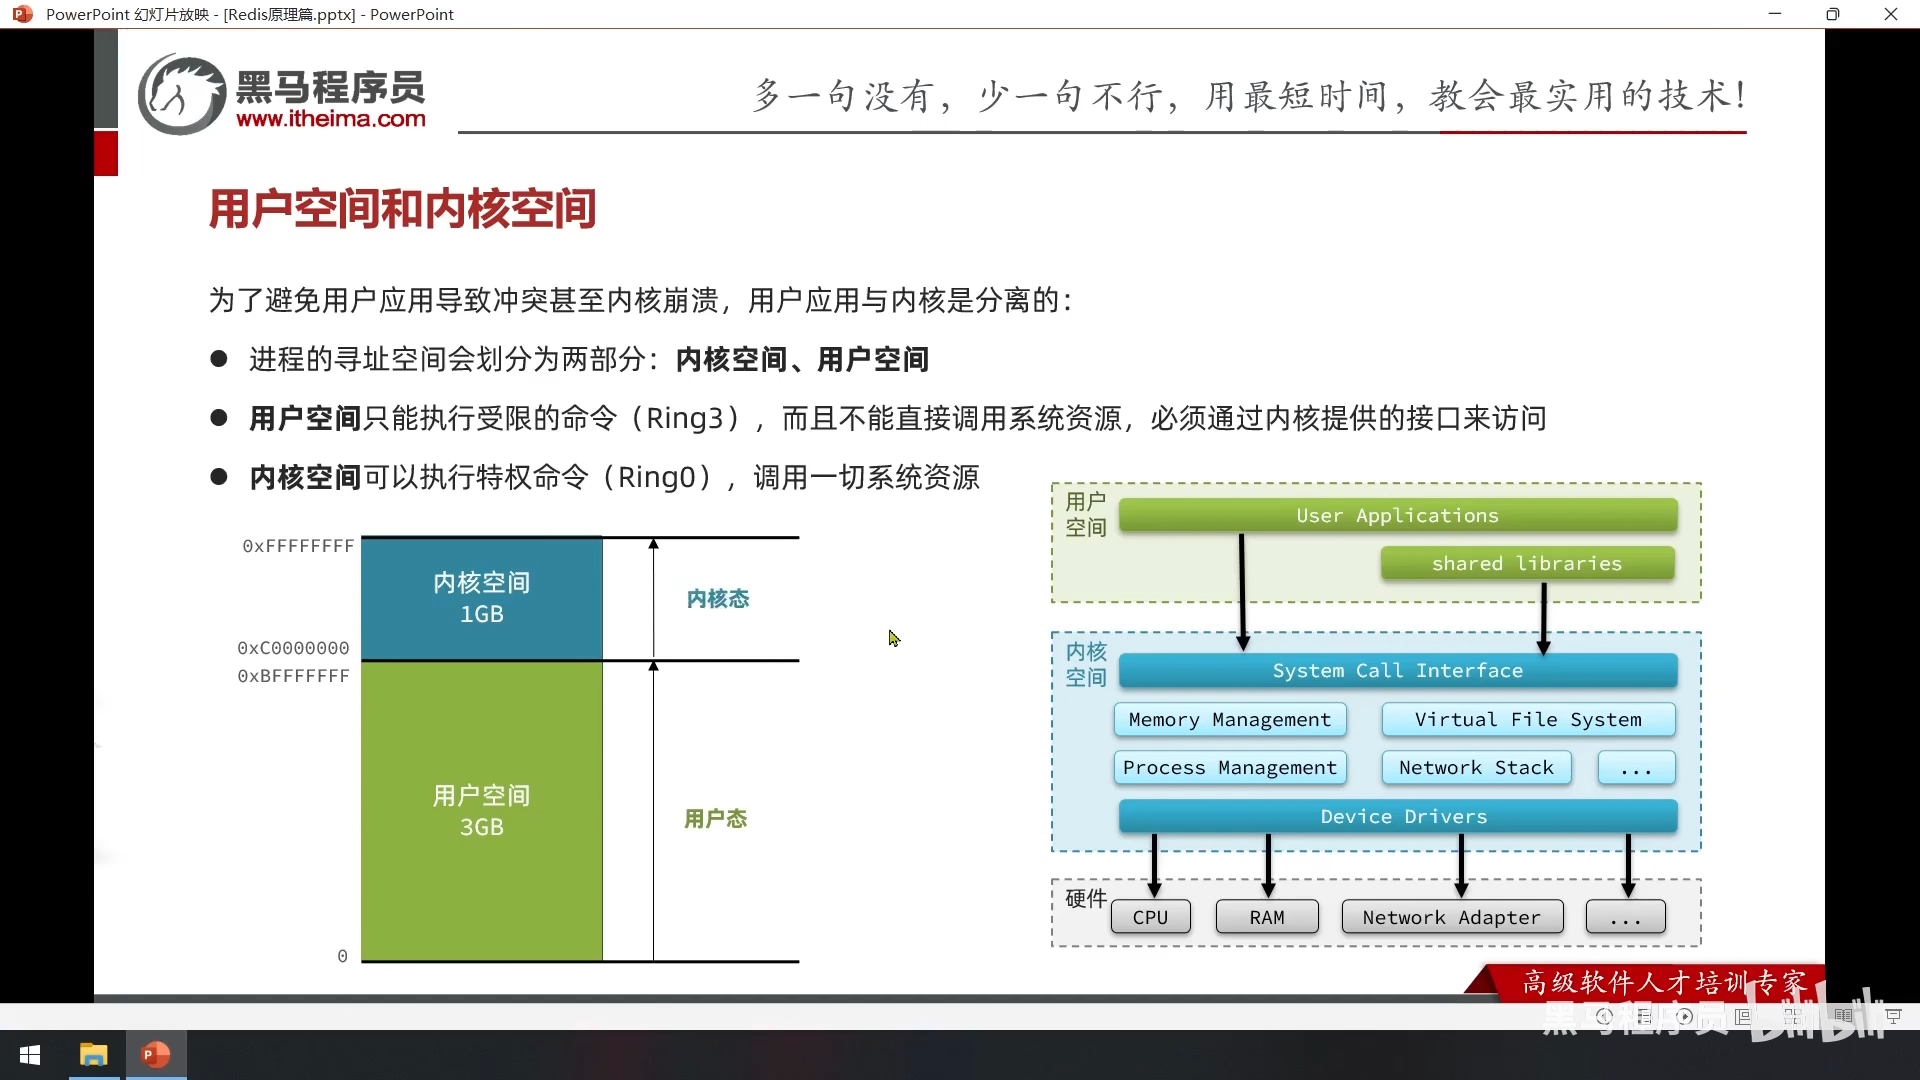 PowerPoint 幻灯片放映 - [Redis原理篇.pptx] - PowerPoint
黑马程序员
www.itheima.com
多一句没有，少一句不行，用最短时间，教会最实用的技术！
用户空间和内核空间
为了避免用户应用导致冲突甚至内核崩溃，用户应用与内核是分离的：
● 进程的寻址空间会划分为两部分：内核空间、用户空间
● 用户空间只能执行受限的命令（Ring3），而且不能直接调用系统资源，必须通过内核提供的接口来访问
● 内核空间可以执行特权命令（Ring0），调用一切系统资源
0xFFFFFFFF
内核空间
1GB
内核态
0xC0000000
0xBFFFFFFF
用户空间
3GB
用户态
0
用户
空间
User Applications
shared libraries
内核
空间
System Call Interface
Memory Management
Virtual File System
Process Management
Network Stack
...
Device Drivers
硬件
CPU
RAM
Network Adapter
...
高级软件人才培训专家
黑马程序员
bilibili